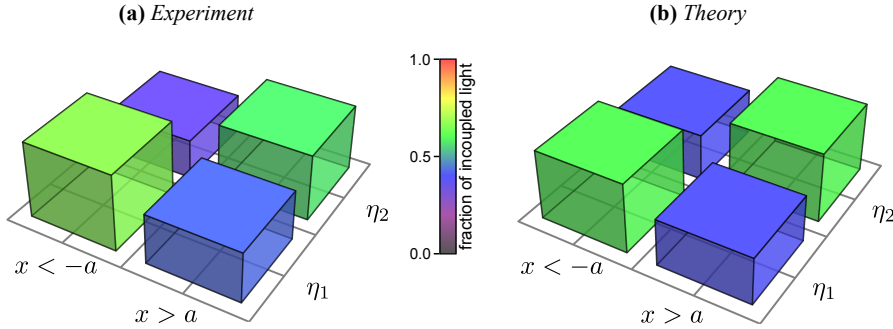 (a) Experiment
(b) Theory
1.0
0.5
0.0
fraction of incoupled light
x < −a
x > a
η₁
η₂
x < −a
x > a
η₁
η₂